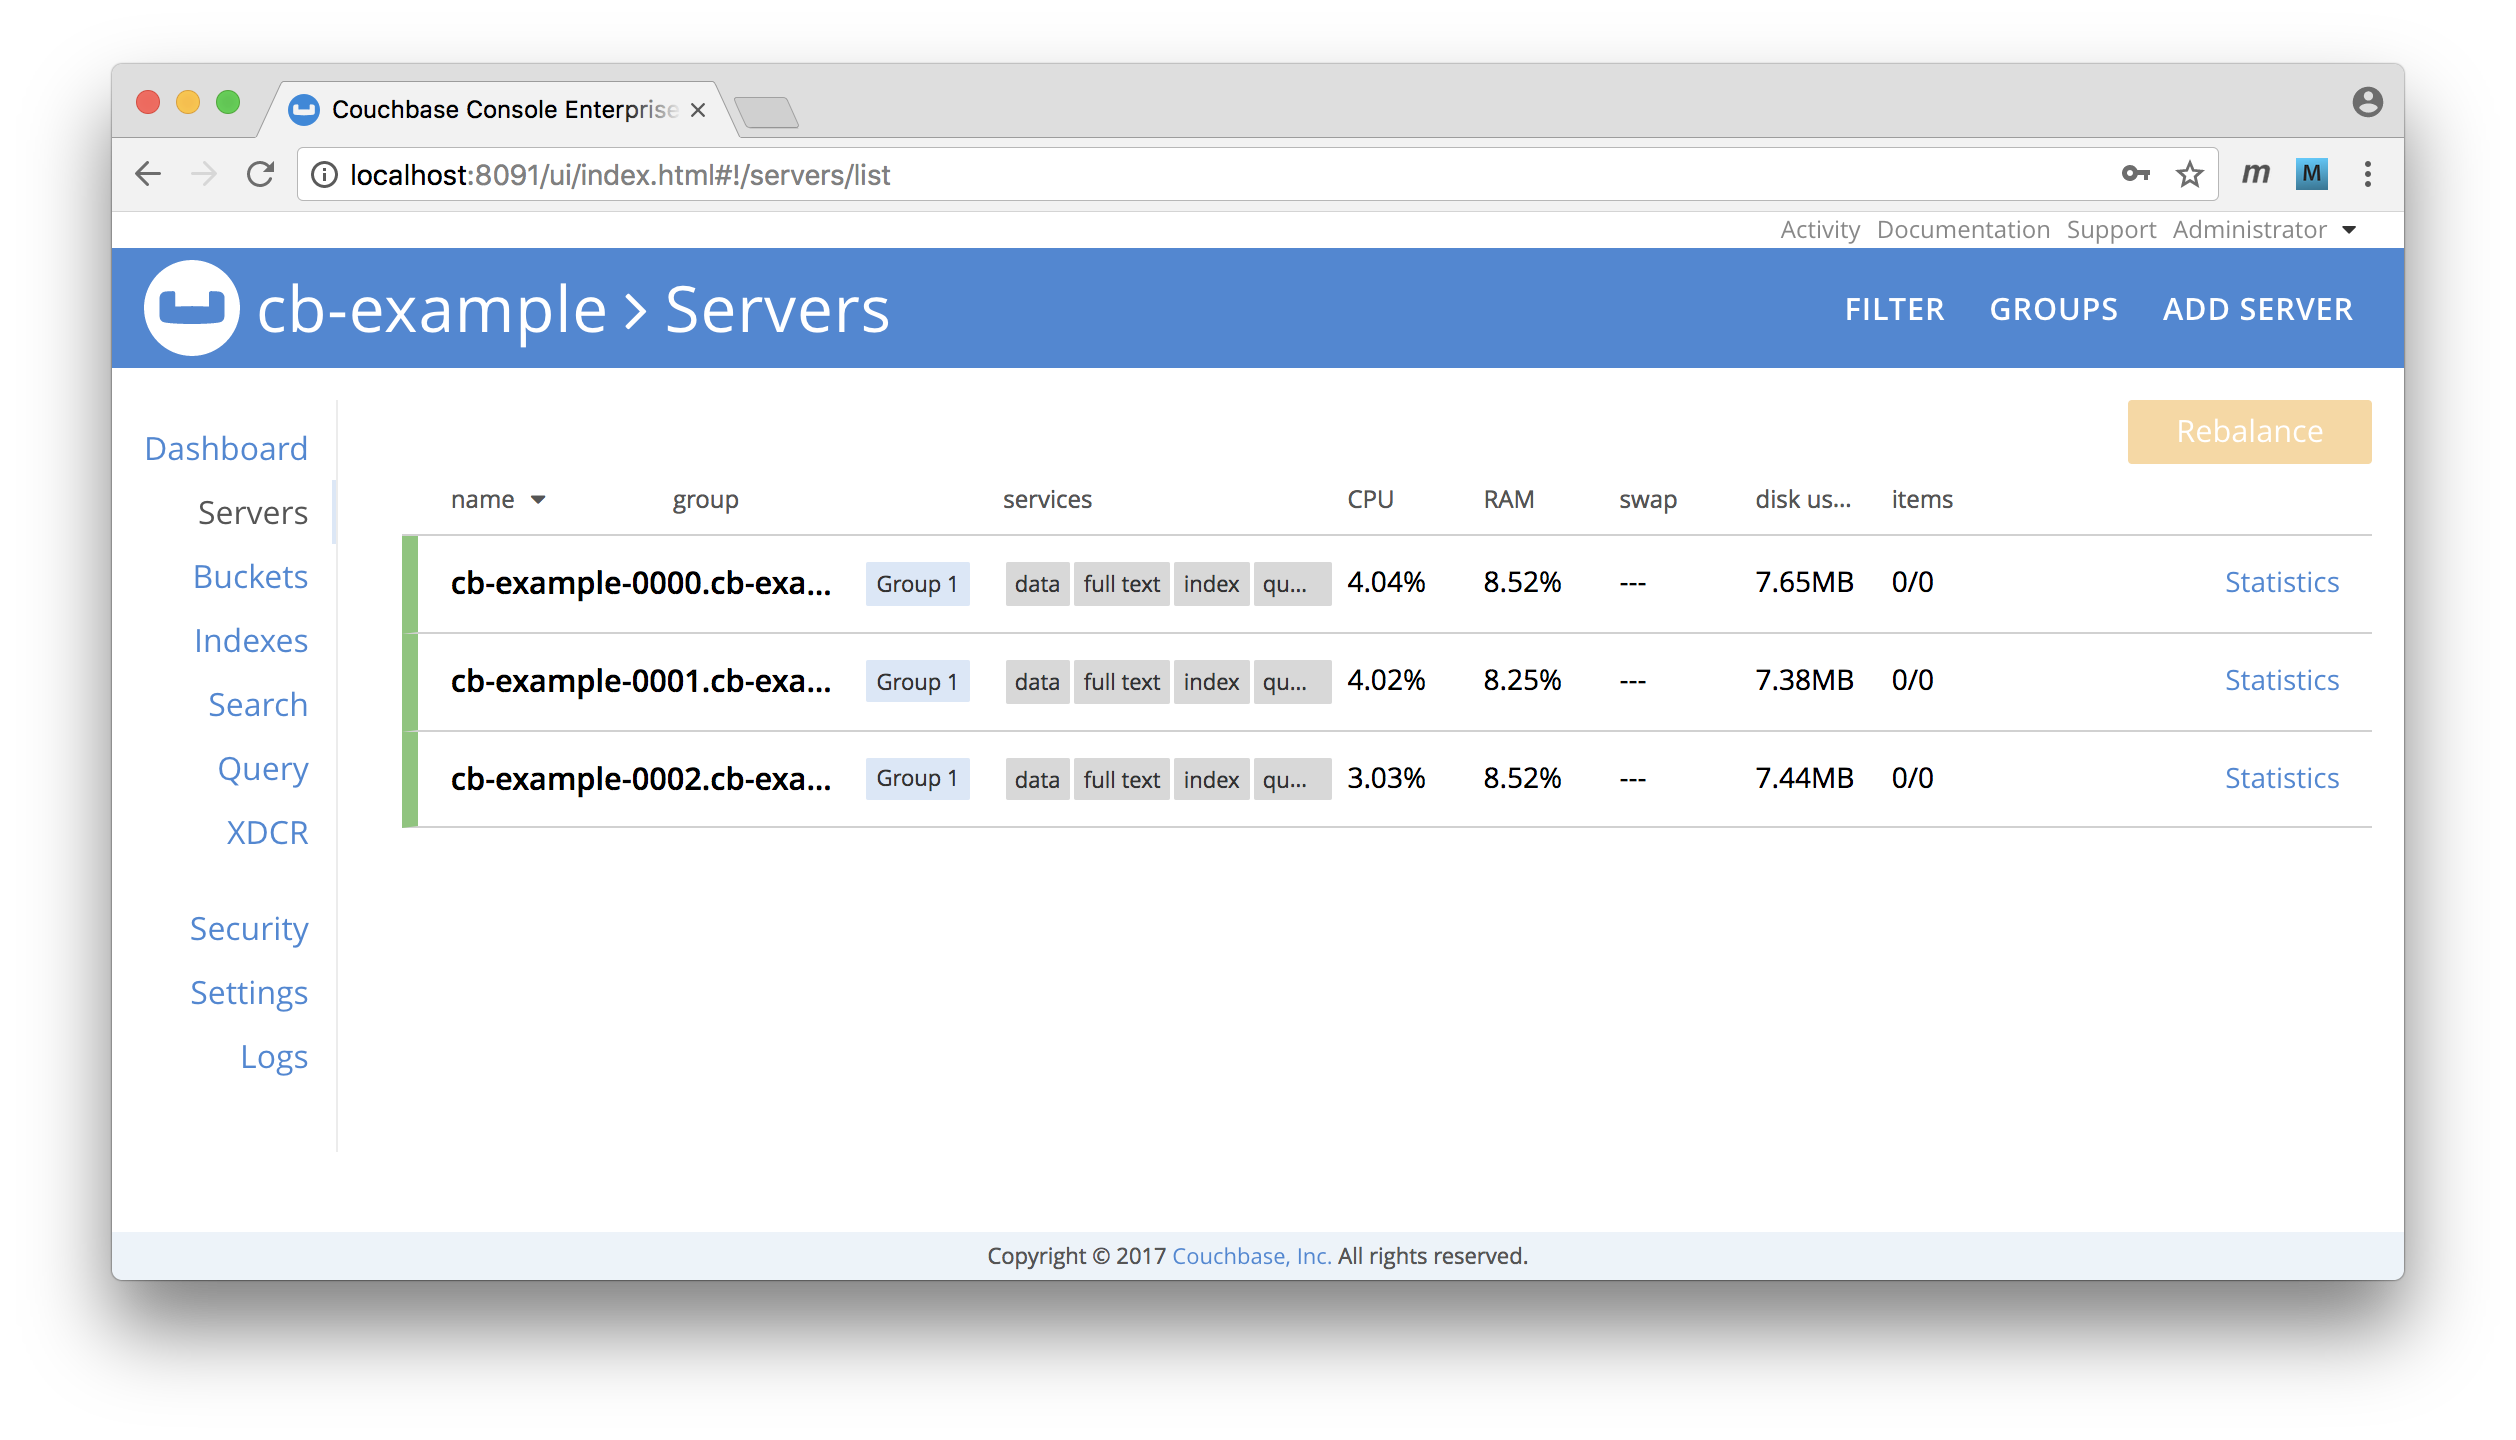 Couchbase Console Enterprise
localhost:8091/ui/index.html#!/servers/list
m M
Activity Documentation Support Administrator
cb-example > Servers FILTER GROUPS ADD SERVER
Rebalance
Dashboard
Servers
Buckets
Indexes
Search
Query
XDCR
Security
Settings
Logs
name group services CPU RAM swap disk us... items
cb-example-0000.cb-exa... Group 1 data full text index qu... 4.04% 8.52% --- 7.65MB 0/0 Statistics
cb-example-0001.cb-exa... Group 1 data full text index qu... 4.02% 8.25% --- 7.38MB 0/0 Statistics
cb-example-0002.cb-exa... Group 1 data full text index qu... 3.03% 8.52% --- 7.44MB 0/0 Statistics
Copyright © 2017 Couchbase, Inc. All rights reserved.